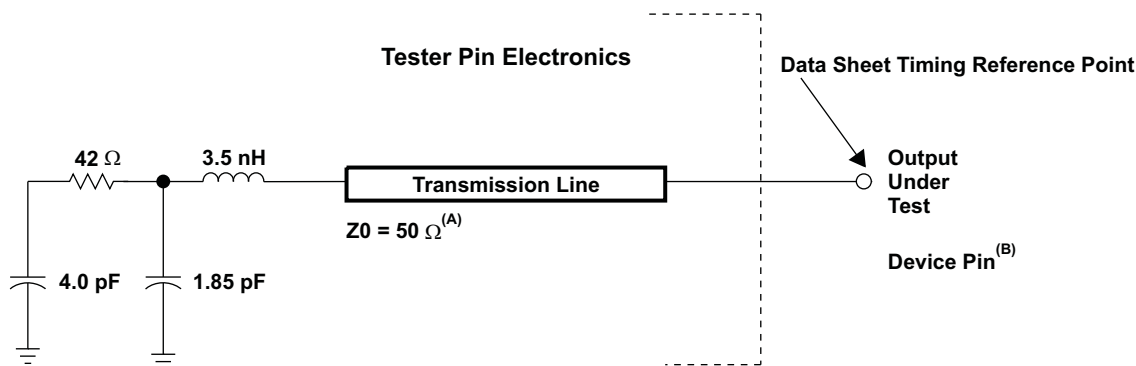 Tester Pin Electronics
Data Sheet Timing Reference Point
42 Ω
3.5 nH
Transmission Line
Output
Under
Test
Z0 = 50 Ω(A)
Device Pin(B)
4.0 pF
1.85 pF